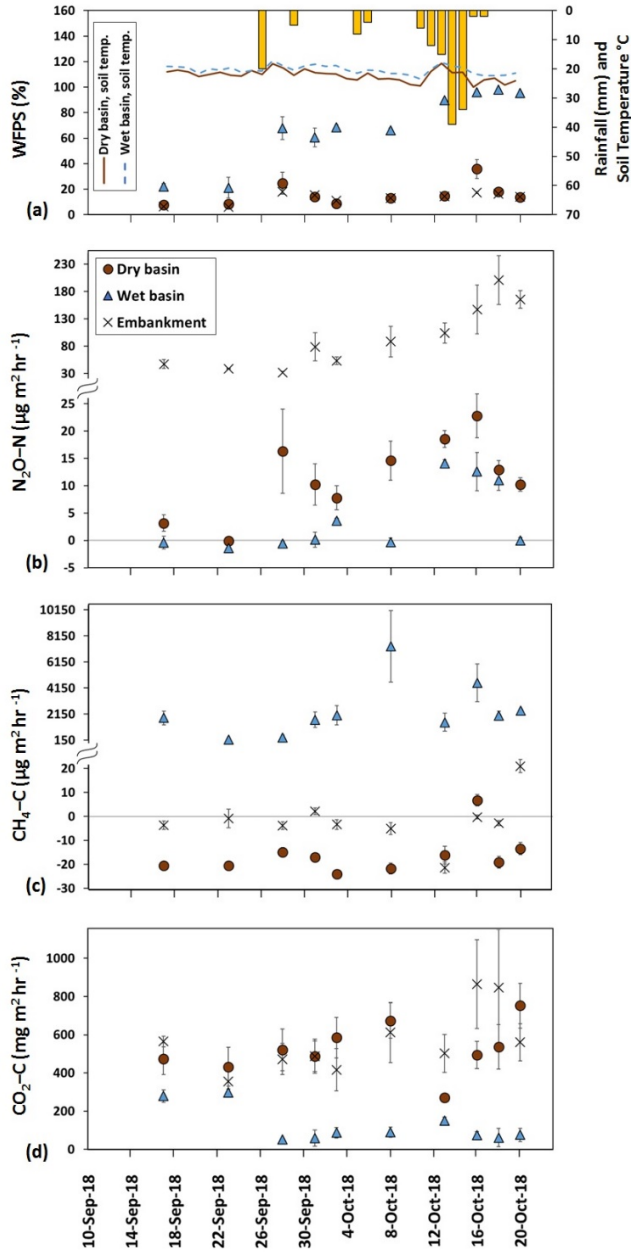 160
140
120
100
80
60
40
20
0
WFPS (%)
(a)
Dry basin, soil temp.
Wet basin, soil temp.
0
10
20
30
40
50
60
70
Rainfall (mm) and
Soil Temperature °C
230
180
130
80
30
25
20
15
10
5
0
-5
N2O–N (µg m² hr⁻¹)
(b)
Dry basin
Wet basin
Embankment
10150
8150
6150
4150
2150
150
20
10
0
-10
-20
-30
CH4–C (µg m² hr⁻¹)
(c)
1000
800
600
400
200
0
CO2–C (mg m² hr⁻¹)
(d)
10-Sep-18
14-Sep-18
18-Sep-18
22-Sep-18
26-Sep-18
30-Sep-18
4-Oct-18
8-Oct-18
12-Oct-18
16-Oct-18
20-Oct-18